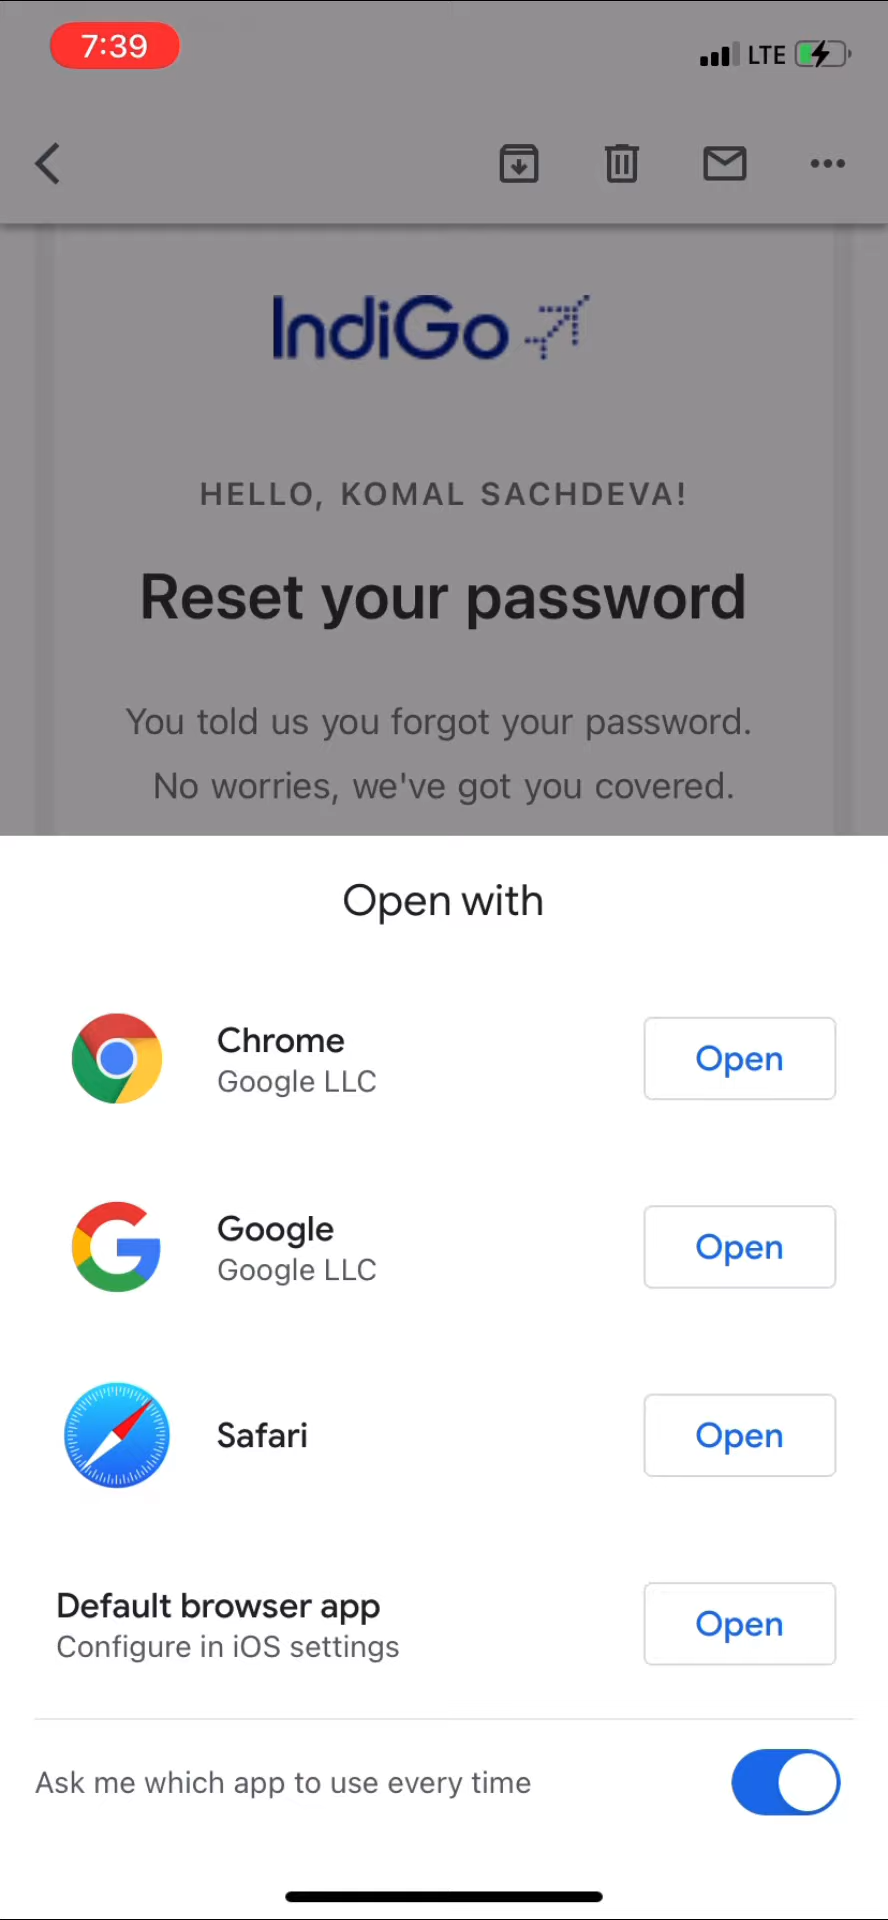 7:39
LTE
IndiGo
HELLO, KOMAL SACHDEVA!
Reset your password
You told us you forgot your password.
No worries, we've got you covered.
Open with
Chrome
Google LLC
Open
Google
Google LLC
Open
Safari
Open
Default browser app
Configure in iOS settings
Open
Ask me which app to use every time